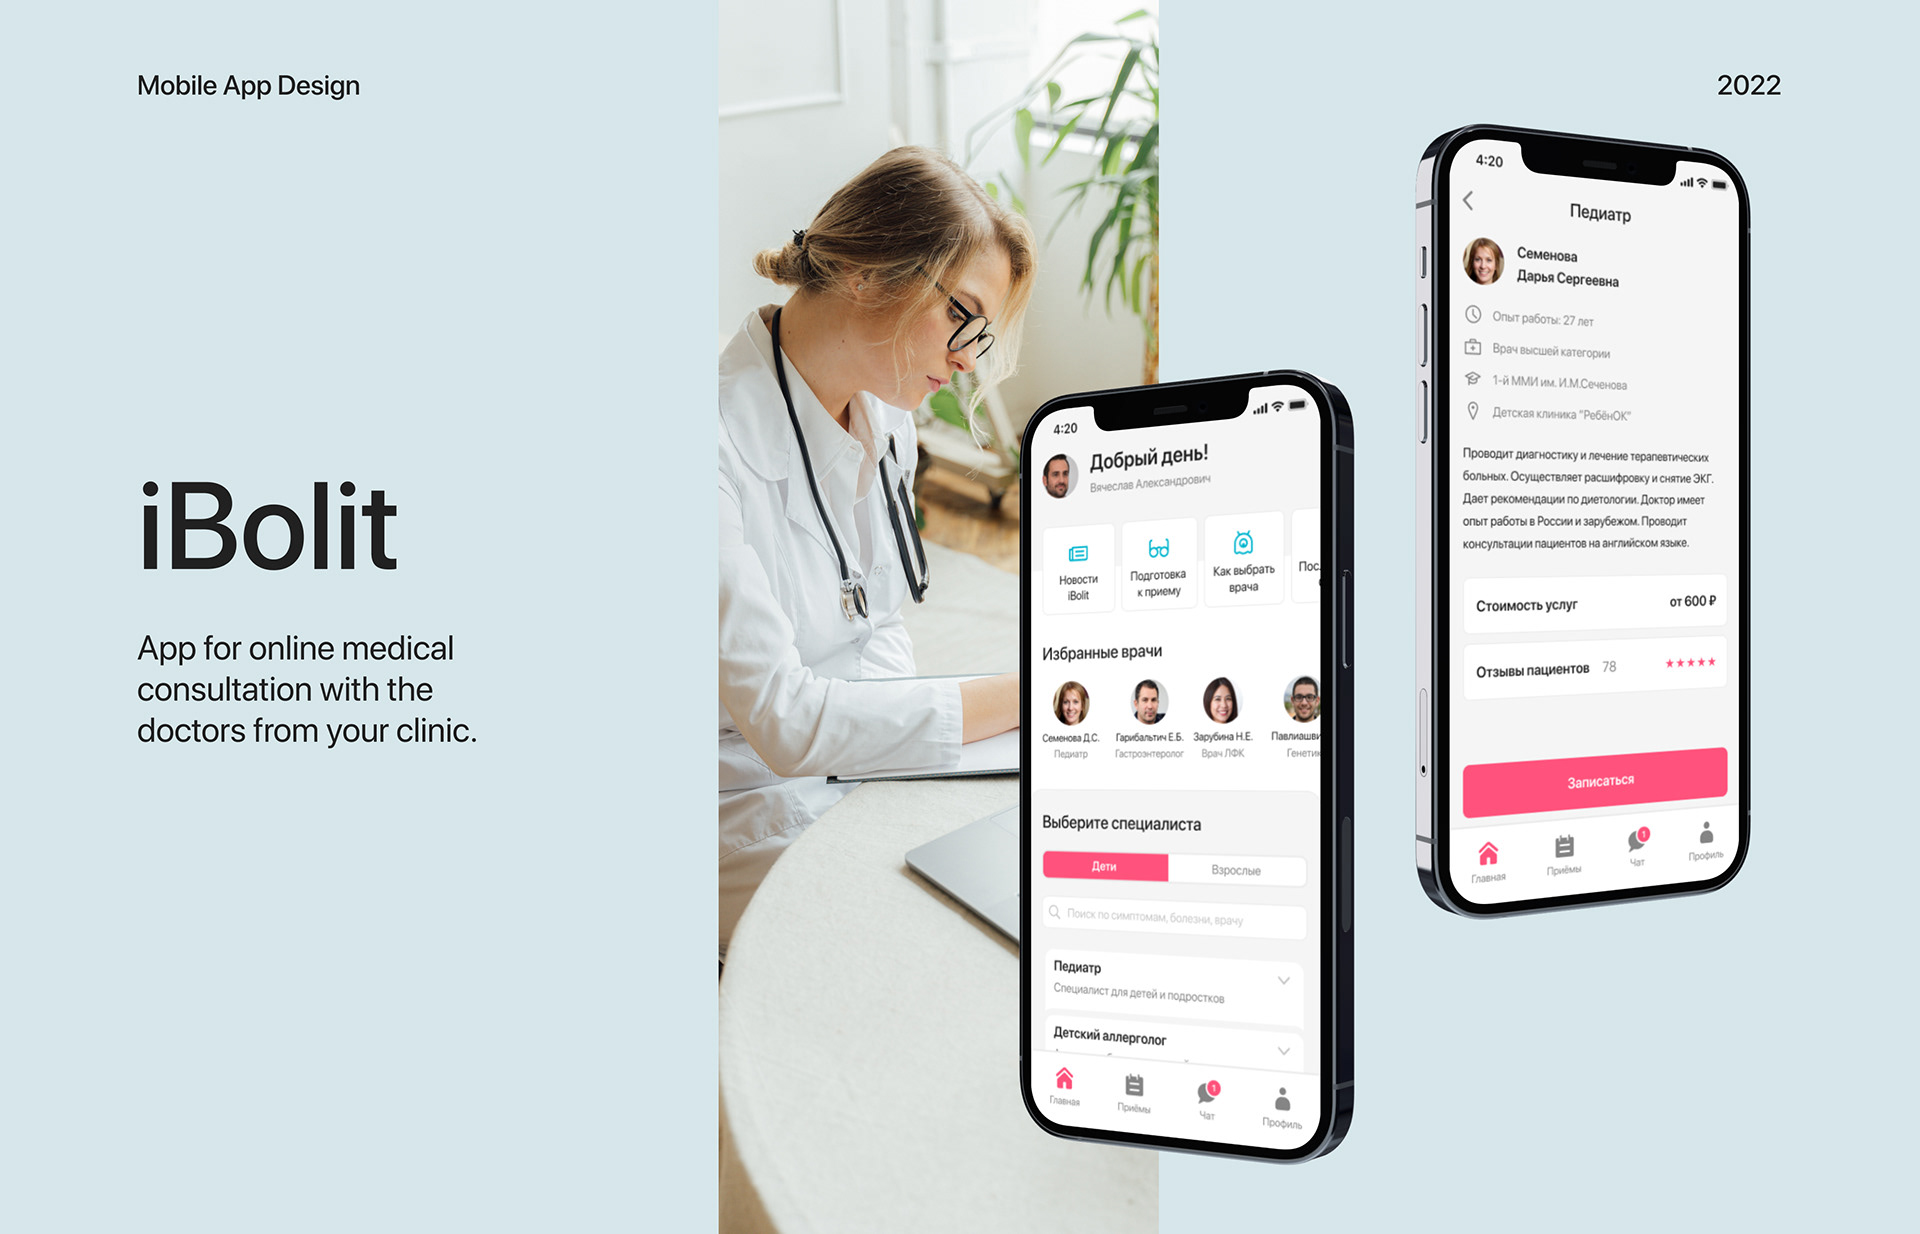 Mobile App Design
2022
iBolit
App for online medical
consultation with the
doctors from your clinic.
4:20
Добрый день!
Вячеслав Александрович
Новости
iBolit
Подготовка
к приему
Как выбрать
врача
Пос
Избранные врачи
Семенова Д.С.
Педиатр
Гарибальтич Е.Б.
Гастроэнтеролог
Зарубина Н.Е.
Врач ЛФК
Павлиашви
Генетик
Выберите специалиста
Дети
Взрослые
Поиск по симптомам, болезни, врачу
Педиатр
Специалист для детей и подростков
Детский аллерголог
Главная
Приёмы
1
Чат
Профиль
4:20
Педиатр
Семенова
Дарья Сергеевна
Опыт работы: 27 лет
Врач высшей категории
1-й ММИ им. И.М.Сеченова
Детская клиника "РебёнОК"
Проводит диагностику и лечение терапевтических
больных. Осуществляет расшифровку и снятие ЭКГ.
Дает рекомендации по диетологии. Доктор имеет
опыт работы в России и зарубежом. Проводит
консультации пациентов на английском языке.
Стоимость услуг от 600 ₽
Отзывы пациентов 78
Записаться
Главная
Приёмы
1
Чат
Профиль